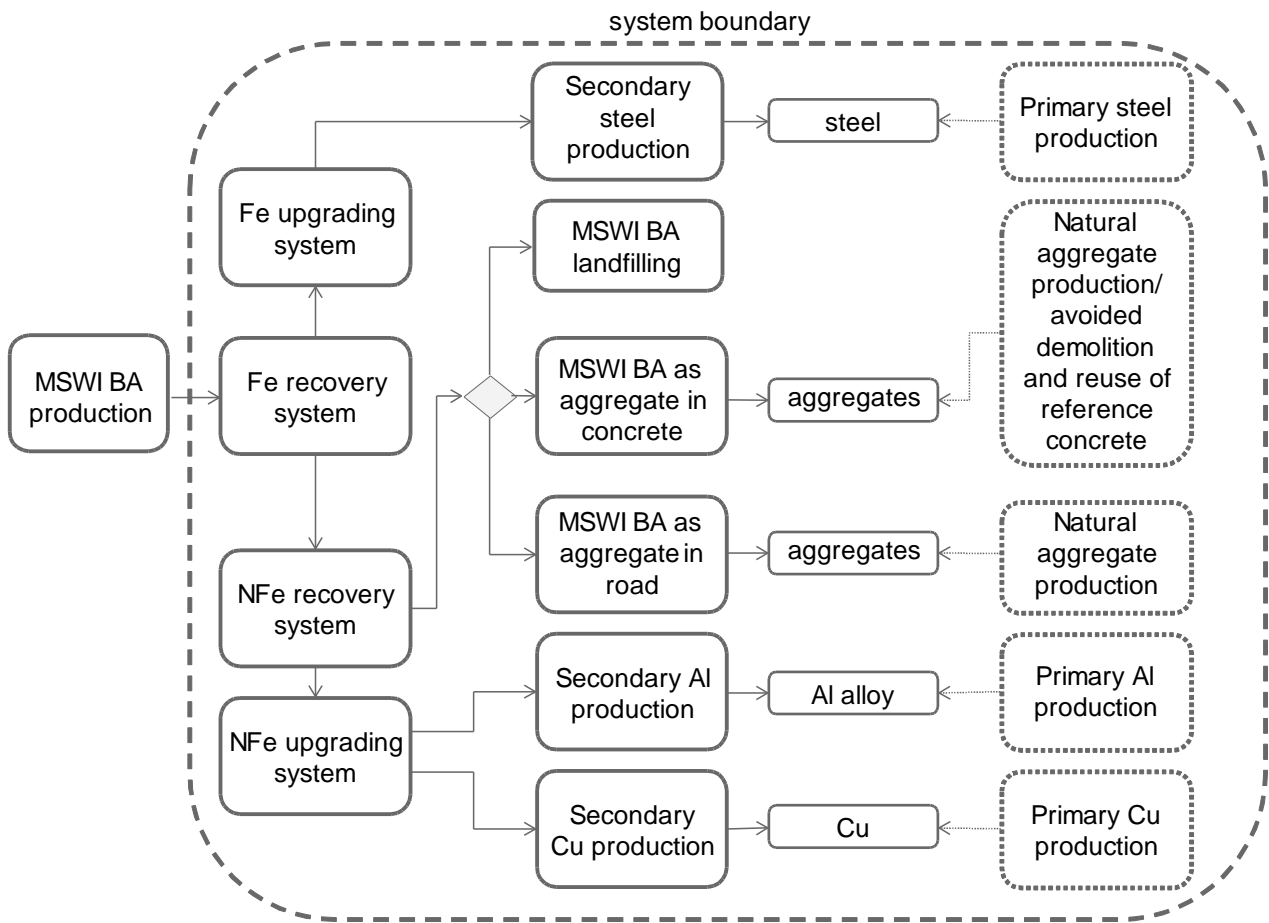 system boundary
Secondary
steel
production
steel
Primary steel
production
Fe upgrading
system
MSWI BA
landfilling
Natural
aggregate
production/
avoided
demolition
and reuse of
reference
concrete
MSWI BA
production
Fe recovery
system
MSWI BA as
aggregate in
concrete
aggregates
NFe recovery
system
MSWI BA as
aggregate in
road
aggregates
Natural
aggregate
production
NFe upgrading
system
Secondary Al
production
Al alloy
Primary Al
production
Secondary
Cu production
Cu
Primary Cu
production